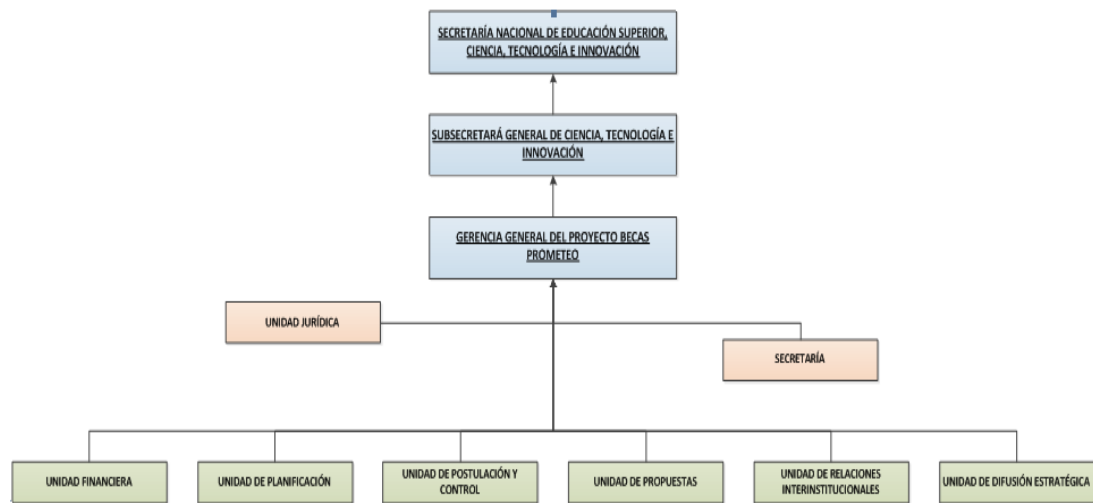 SECRETARÍA NACIONAL DE EDUCACIÓN SUPERIOR,
CIENCIA, TECNOLOGÍA E INNOVACIÓN
SUBSECRETARÁ GENERAL DE CIENCIA, TECNOLOGÍA E
INNOVACIÓN
GERENCIA GENERAL DEL PROYECTO BECAS
PROMETEO
UNIDAD JURÍDICA
SECRETARÍA
UNIDAD FINANCIERA
UNIDAD DE PLANIFICACIÓN
UNIDAD DE POSTULACIÓN Y
CONTROL
UNIDAD DE PROPUESTAS
UNIDAD DE RELACIONES
INTERINSTITUCIONALES
UNIDAD DE DIFUSIÓN ESTRATÉGICA